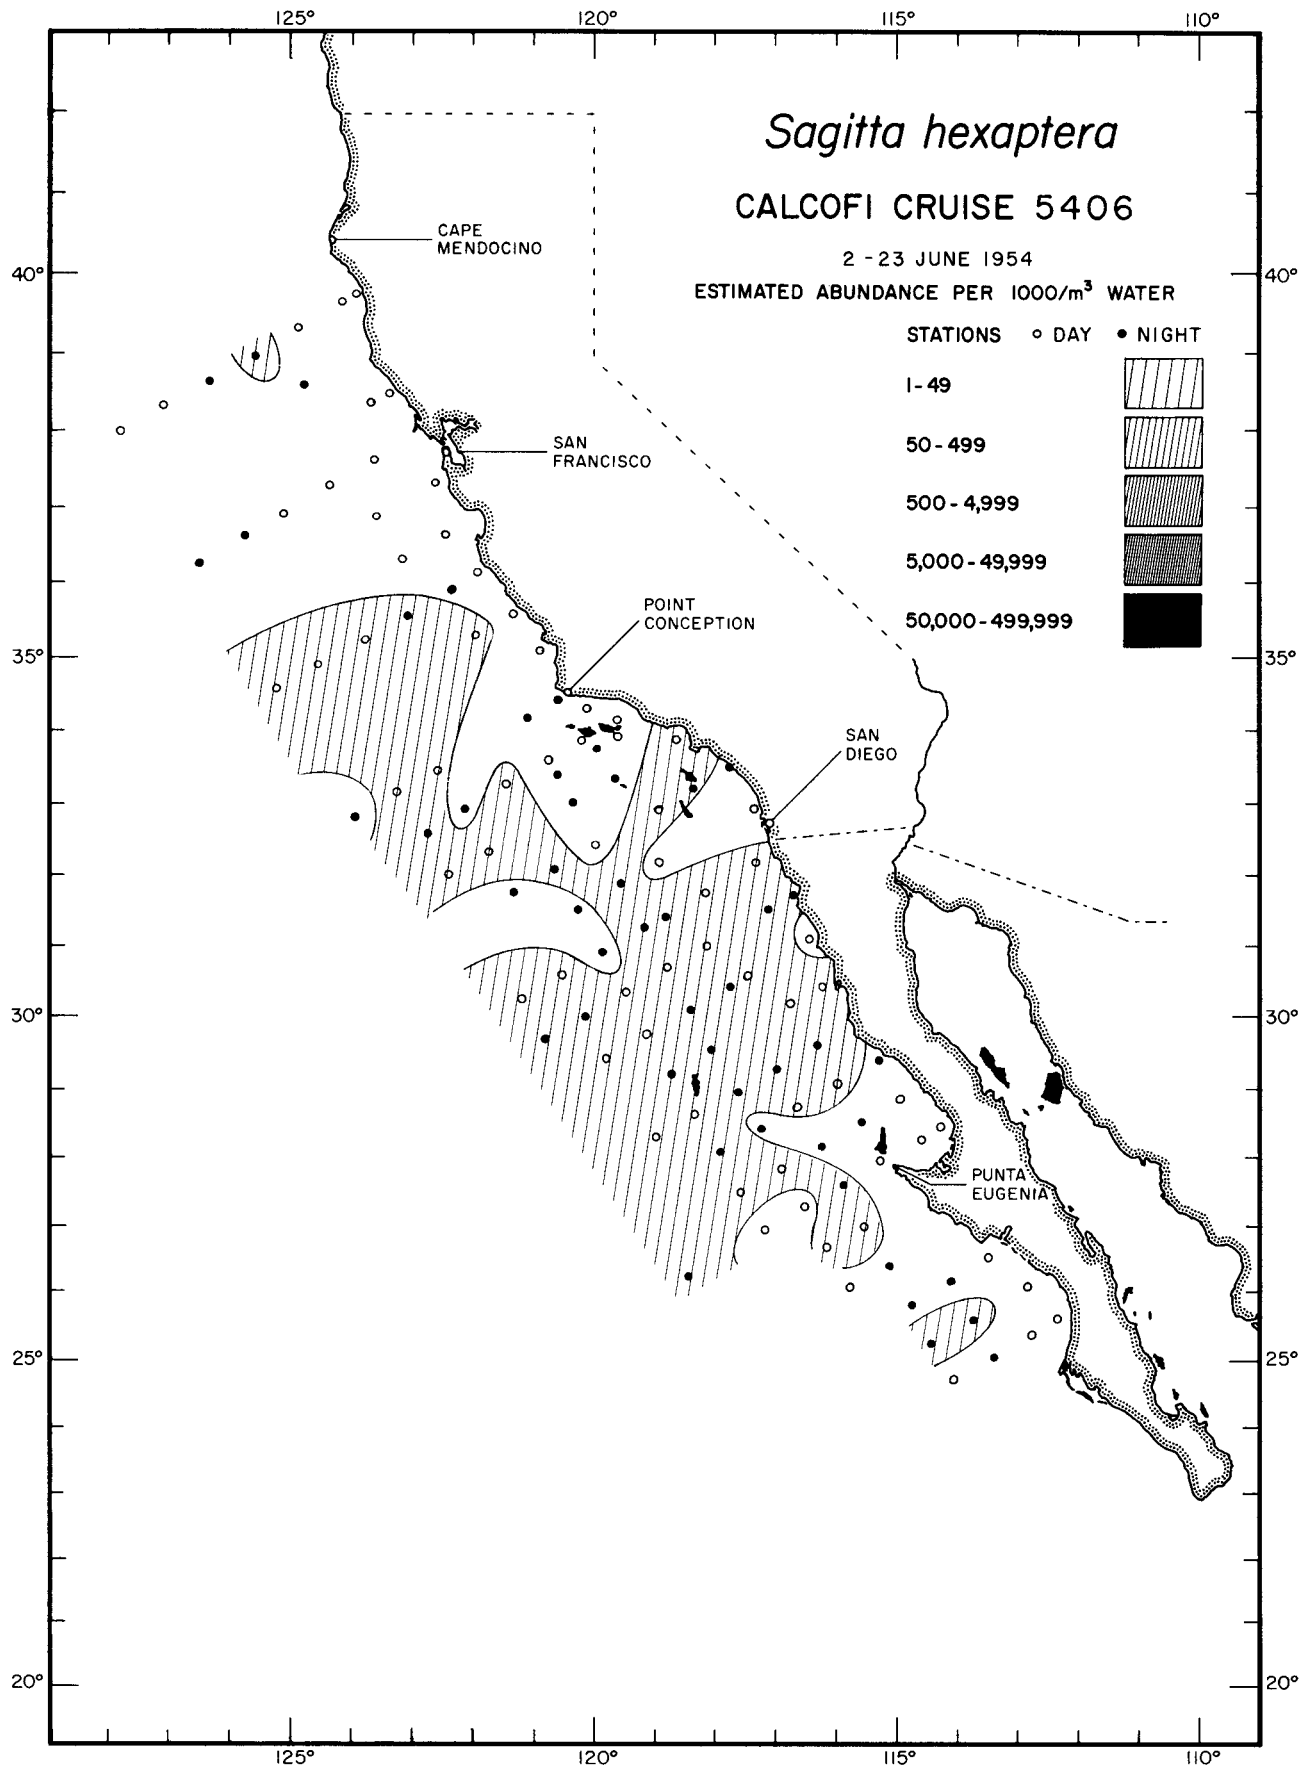 125° 120° 115° 110°
Sagitta hexaptera
CALCOFI CRUISE 5406
2-23 JUNE 1954
ESTIMATED ABUNDANCE PER 1000/m³ WATER
STATIONS ○ DAY ● NIGHT
1-49
50-499
500-4,999
5,000-49,999
50,000-499,999
CAPE
MENDOCINO
40° 40°
SAN
FRANCISCO
POINT
CONCEPTION
35° 35°
SAN
DIEGO
30° 30°
PUNTA
EUGENIA
25° 25°
20° 20°
125° 120° 115° 110°